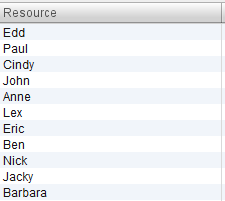 Resource
Edd
Paul
Cindy
John
Anne
Lex
Eric
Ben
Nick
Jacky
Barbara